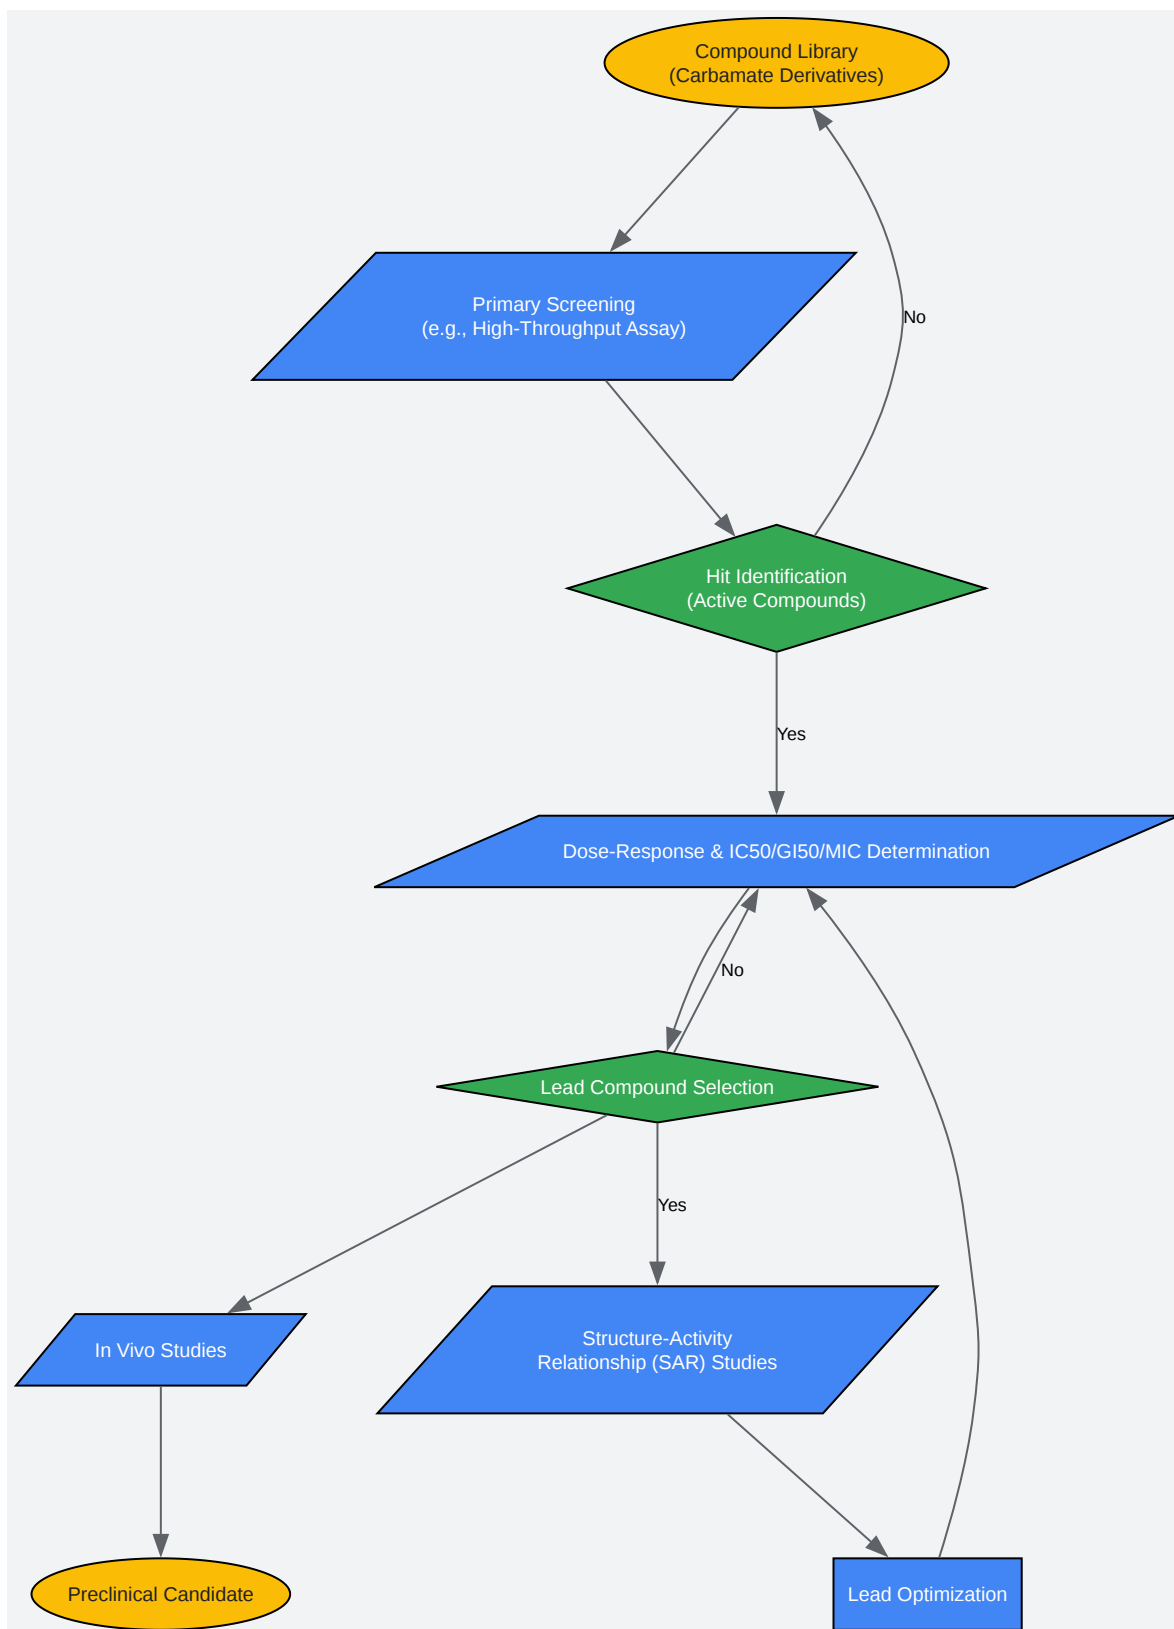 Compound Library
(Carbamate Derivatives)
Primary Screening
(e.g., High-Throughput Assay)
No
Hit Identification
(Active Compounds)
Yes
Dose-Response & IC50/GI50/MIC Determination
No
Lead Compound Selection
Yes
In Vivo Studies
Structure-Activity
Relationship (SAR) Studies
Preclinical Candidate
Lead Optimization